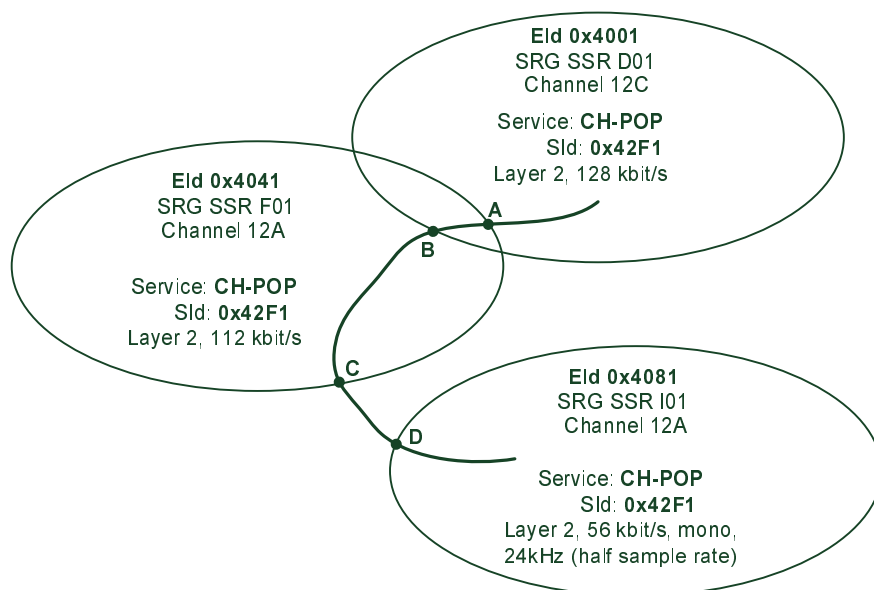 EId 0x4001
SRG SSR D01
Channel 12C
Service: CH-POP
SId: 0x42F1
Layer 2, 128 kbit/s
EId 0x4041
SRG SSR F01
Channel 12A
Service: CH-POP
SId: 0x42F1
Layer 2, 112 kbit/s
A
B
C
D
EId 0x4081
SRG SSR I01
Channel 12A
Service: CH-POP
SId: 0x42F1
Layer 2, 56 kbit/s, mono,
24kHz (half sample rate)